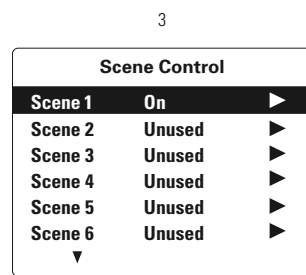 3
Scene Control
Scene 1 On ▶
Scene 2 Unused ▶
Scene 3 Unused ▶
Scene 4 Unused ▶
Scene 5 Unused ▶
Scene 6 Unused ▶
▼